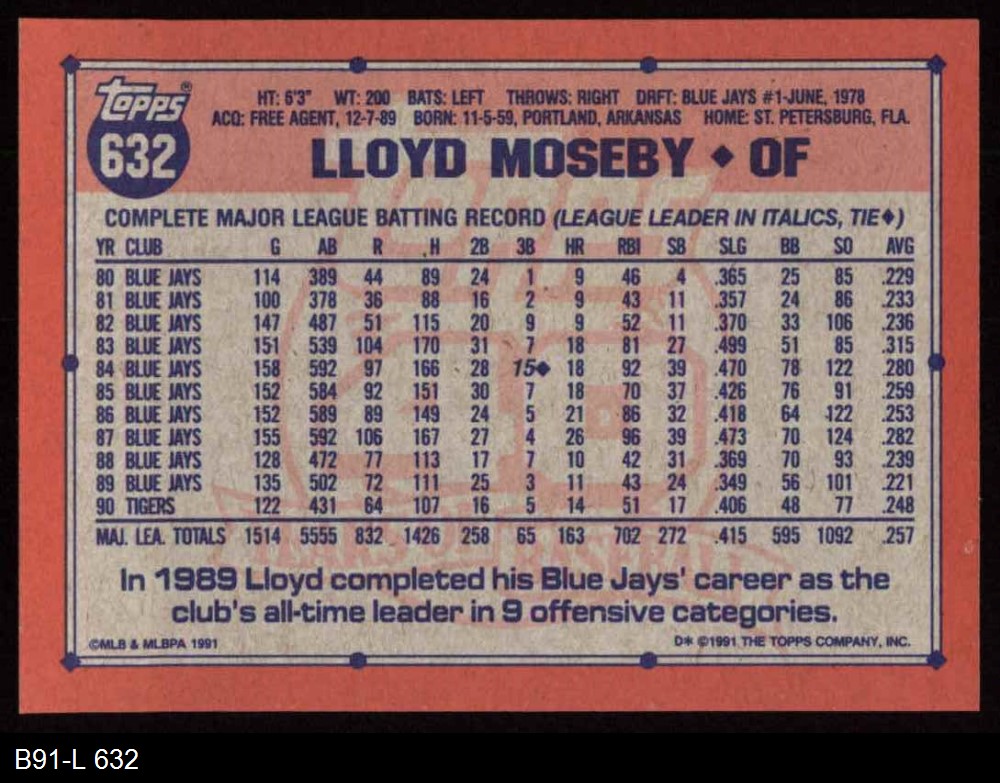 Topps®
632
HT: 6'3" WT: 200 BATS: LEFT THROWS: RIGHT DRFT: BLUE JAYS #1-JUNE, 1978
ACQ: FREE AGENT, 12-7-89 BORN: 11-5-59, PORTLAND, ARKANSAS HOME: ST. PETERSBURG, FLA.
LLOYD MOSEBY ♦ OF
COMPLETE MAJOR LEAGUE BATTING RECORD (LEAGUE LEADER IN ITALICS, TIE♦)
YR CLUB G AB R H 2B 3B HR RBI SB SLG BB SO AVG
80 BLUE JAYS 114 389 44 89 24 1 9 46 4 .365 25 85 .229
81 BLUE JAYS 100 378 36 88 16 2 9 43 11 .357 24 86 .233
82 BLUE JAYS 147 487 51 115 20 9 9 52 11 .370 33 106 .236
83 BLUE JAYS 151 539 104 170 31 7 18 81 27 .499 51 85 .315
84 BLUE JAYS 158 592 97 166 28 15♦ 18 92 39 .470 78 122 .280
85 BLUE JAYS 152 584 92 151 30 7 18 70 37 .426 76 91 .259
86 BLUE JAYS 152 589 89 149 24 5 21 86 32 .418 64 122 .253
87 BLUE JAYS 155 592 106 167 27 4 26 96 39 .473 70 124 .282
88 BLUE JAYS 128 472 77 113 17 7 10 42 31 .369 70 93 .239
89 BLUE JAYS 135 502 72 111 25 3 11 43 24 .349 56 101 .221
90 TIGERS 122 431 64 107 16 5 14 51 17 .406 48 77 .248
MAJ. LEA. TOTALS 1514 5555 832 1426 258 65 163 702 272 .415 595 1092 .257
In 1989 Lloyd completed his Blue Jays' career as the
club's all-time leader in 9 offensive categories.
©MLB & MLBPA 1991 D* ©1991 THE TOPPS COMPANY, INC.
B91-L 632